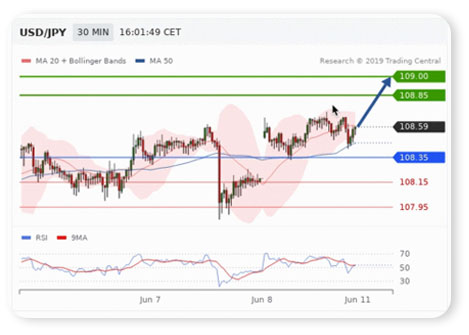 USD/JPY 30 MIN 16:01:49 CET
MA 20 + Bollinger Bands MA 50 Research © 2019 Trading Central
109.00
108.85
108.59
108.35
108.15
107.95
RSI 9MA
70
50
30
Jun 7 Jun 8 Jun 11